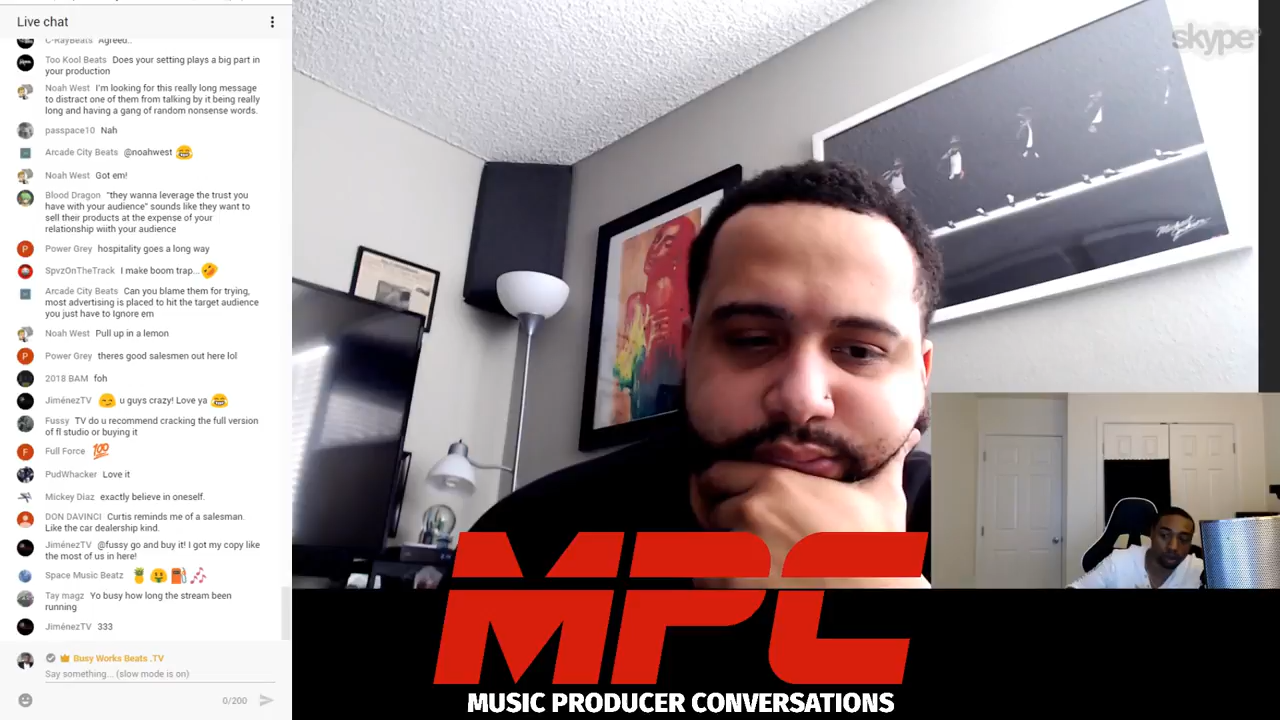 Live chat
C-RayBeats Agreed..
Too Kool Beats Does your setting plays a big part in
your production
Noah West I'm looking for this really long message
to distract one of them from talking by it being really
long and having a gang of random nonsense words.
passpace10 Nah
Arcade City Beats @noahwest 😂
Noah West Got em!
Blood Dragon "they wanna leverage the trust you
have with your audience" sounds like they want to
sell their products at the expense of your
relationship wiith your audience
P Power Grey hospitality goes a long way
SpvzOnTheTrack I make boom trap...
Arcade City Beats Can you blame them for trying,
most advertising is placed to hit the target audience
you just have to Ignore em
Noah West Pull up in a lemon
P Power Grey theres good salesmen out here lol
2018 BAM foh
JiménezTV 😏 u guys crazy! Love ya 😂
Fussy TV do u recommend cracking the full version
of fl studio or buying it
F Full Force 💯
PudWhacker Love it
Mickey Diaz exactly believe in oneself.
DON DAVINCI Curtis reminds me of a salesman.
Like the car dealership kind.
JiménezTV @fussy go and buy it! I got my copy like
the most of us in here!
Space Music Beatz 🍍🤑⛽🎶
Tay magz Yo busy how long the stream been
running
JiménezTV 333
Busy Works Beats .TV
Say something... (slow mode is on)
0/200
skype
MPC
MUSIC PRODUCER CONVERSATIONS